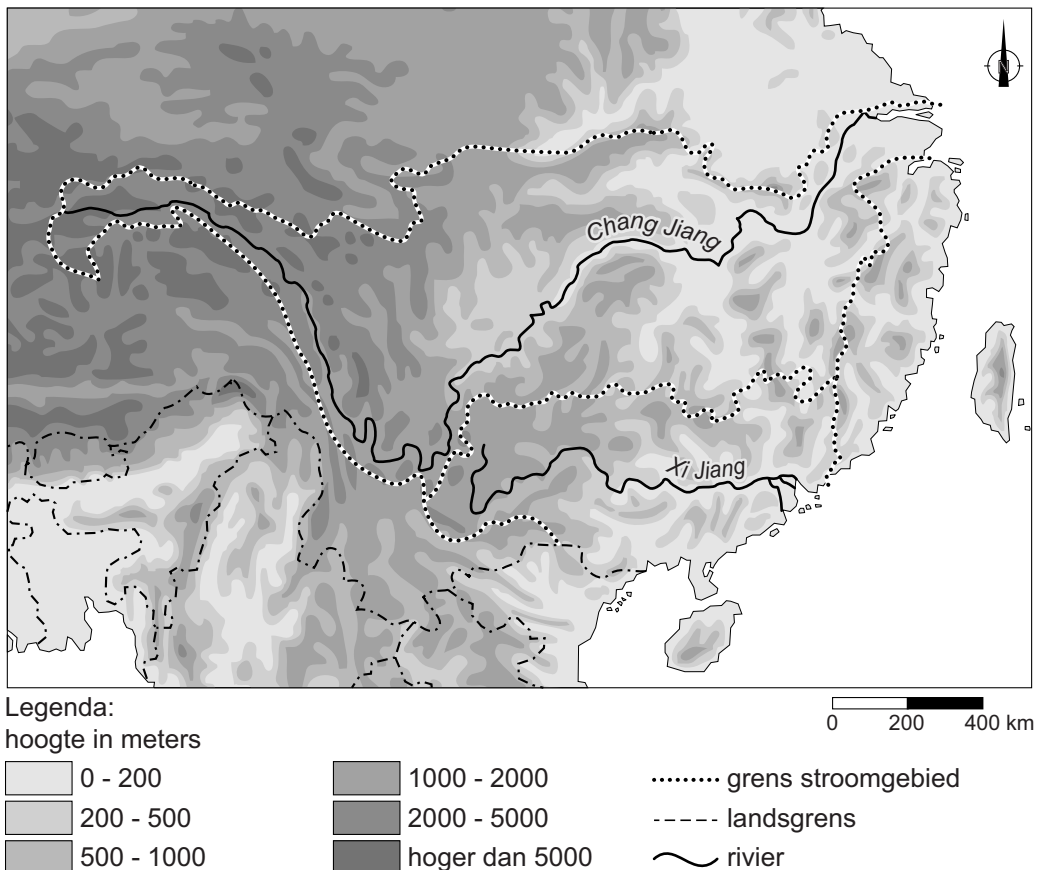 N
Chang Jiang
Xi Jiang
Legenda:
hoogte in meters
0 200 400 km
0 - 200
200 - 500
500 - 1000
1000 - 2000
2000 - 5000
hoger dan 5000
grens stroomgebied
landsgrens
rivier